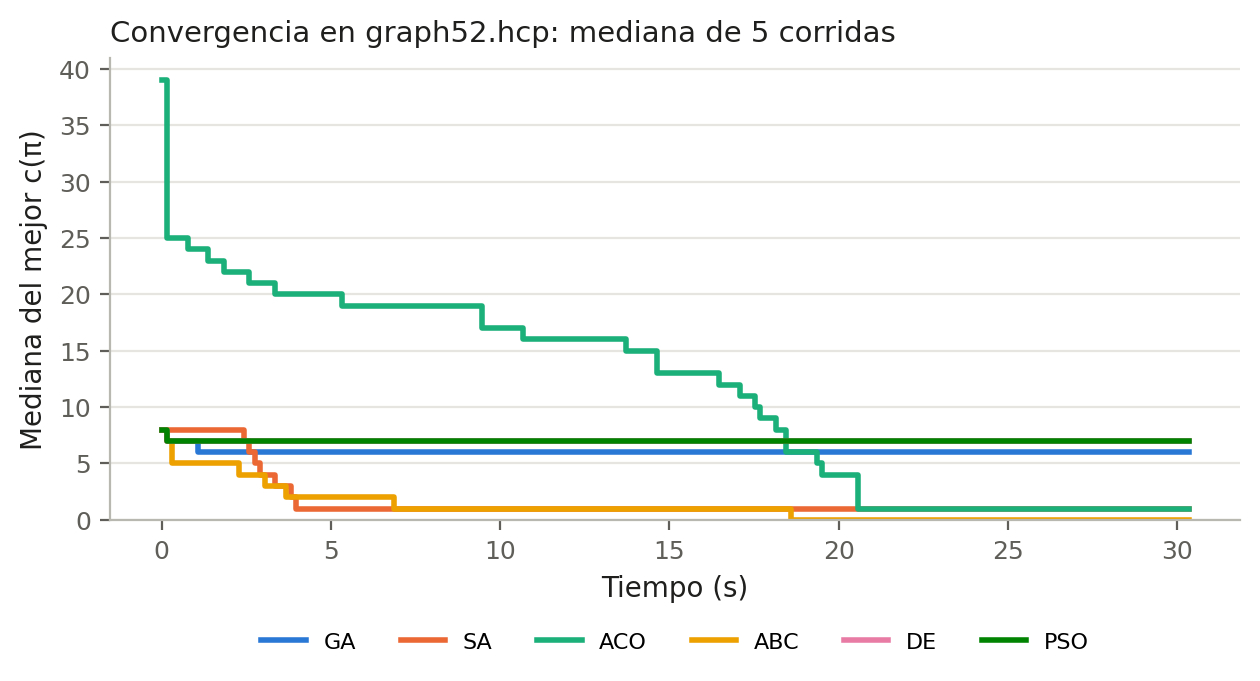 Convergencia en graph52.hcp: mediana de 5 corridas
Mediana del mejor c(π)
40
35
30
25
20
15
10
5
0
0 5 10 15 20 25 30
Tiempo (s)
GA SA ACO ABC DE PSO